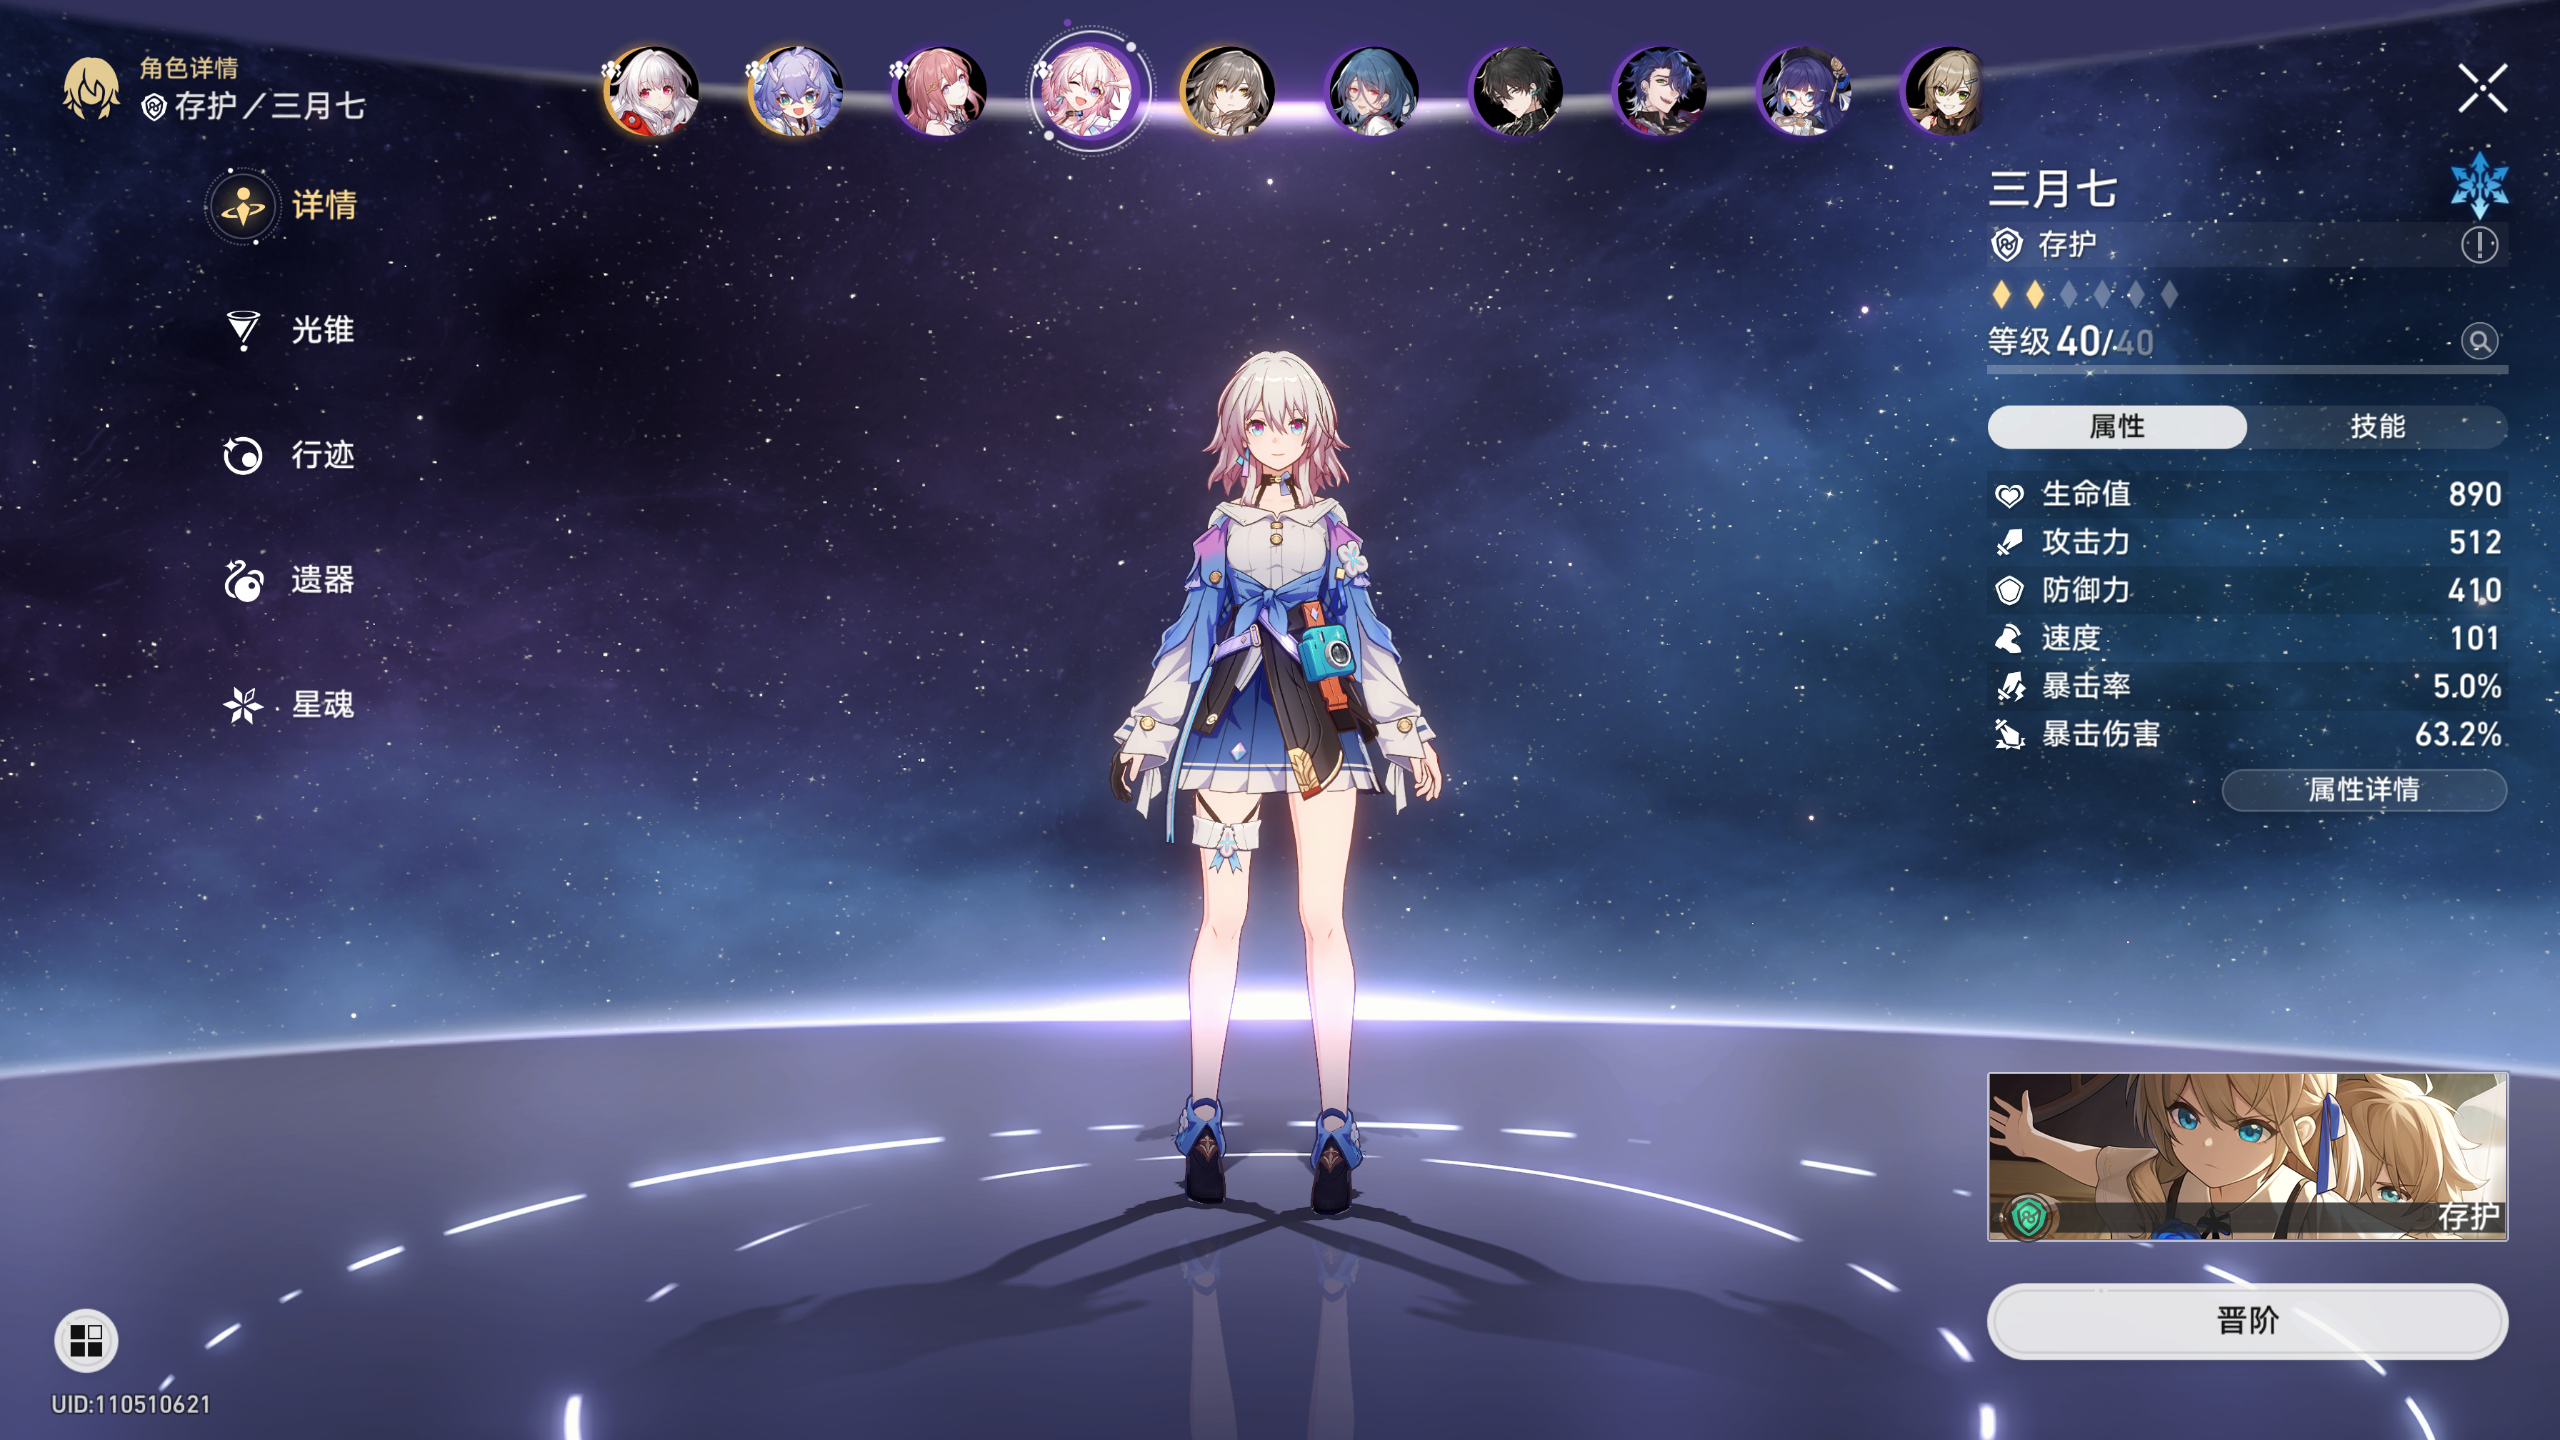 角色详情
存护／三月七
详情
光锥
行迹
遗器
星魂
三月七
存护
等级 40/40
属性
技能
生命值 890
攻击力 512
防御力 410
速度 101
暴击率 5.0%
暴击伤害 63.2%
属性详情
存护
晋阶
UID:110510621